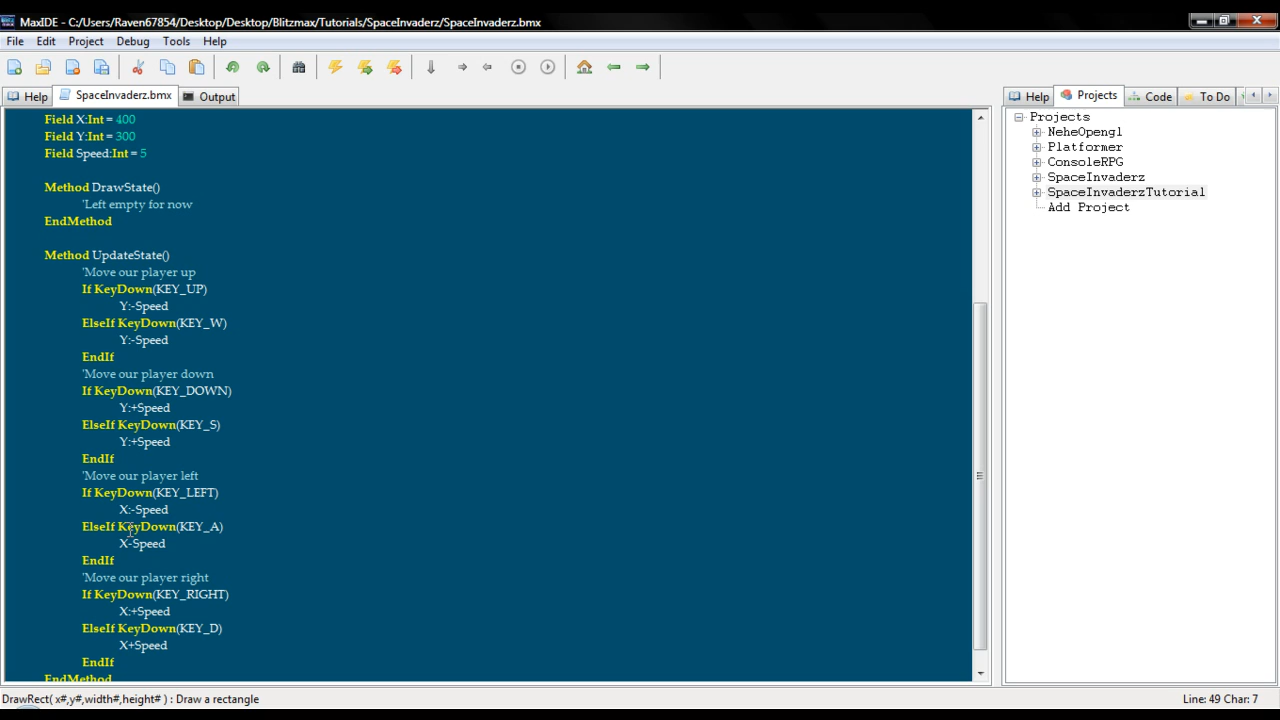 MaxIDE - C:/Users/Raven67854/Desktop/Desktop/Blitzmax/Tutorials/SpaceInvaderz/SpaceInvaderz.bmx
File Edit Project Debug Tools Help
Help SpaceInvaderz.bmx Output
Field X:Int = 400
Field Y:Int = 300
Field Speed:Int = 5
Method DrawState()
'Left empty for now
EndMethod
Method UpdateState()
'Move our player up
If KeyDown(KEY_UP)
Y:-Speed
ElseIf KeyDown(KEY_W)
Y:-Speed
EndIf
'Move our player down
If KeyDown(KEY_DOWN)
Y:+Speed
ElseIf KeyDown(KEY_S)
Y:+Speed
EndIf
'Move our player left
If KeyDown(KEY_LEFT)
X:-Speed
ElseIf KeyDown(KEY_A)
X-Speed
EndIf
'Move our player right
If KeyDown(KEY_RIGHT)
X:+Speed
ElseIf KeyDown(KEY_D)
X+Speed
EndIf
EndMethod
Help Projects Code To Do
Projects
NeheOpengl
Platformer
ConsoleRPG
SpaceInvaderz
SpaceInvaderzTutorial
Add Project
DrawRect( x#,y#,width#,height# ) : Draw a rectangle
Line: 49 Char: 7